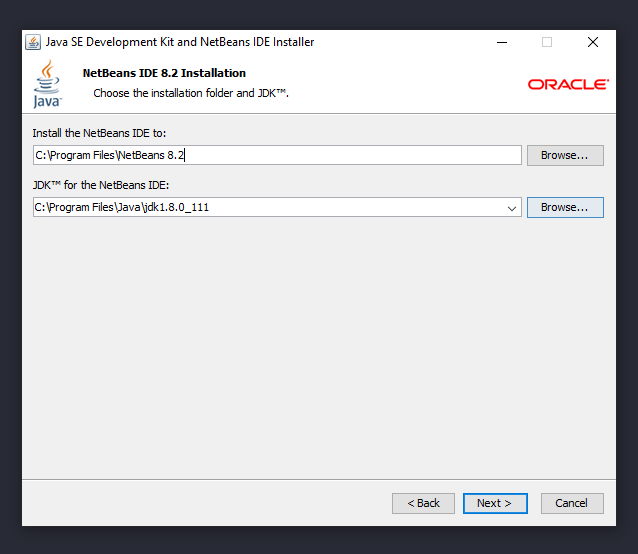 Java SE Development Kit and NetBeans IDE Installer
NetBeans IDE 8.2 Installation
Choose the installation folder and JDK™.
Java™
ORACLE®
Install the NetBeans IDE to:
C:\Program Files\NetBeans 8.2
Browse...
JDK™ for the NetBeans IDE:
C:\Program Files\Java\jdk1.8.0_111
Browse...
< Back
Next >
Cancel